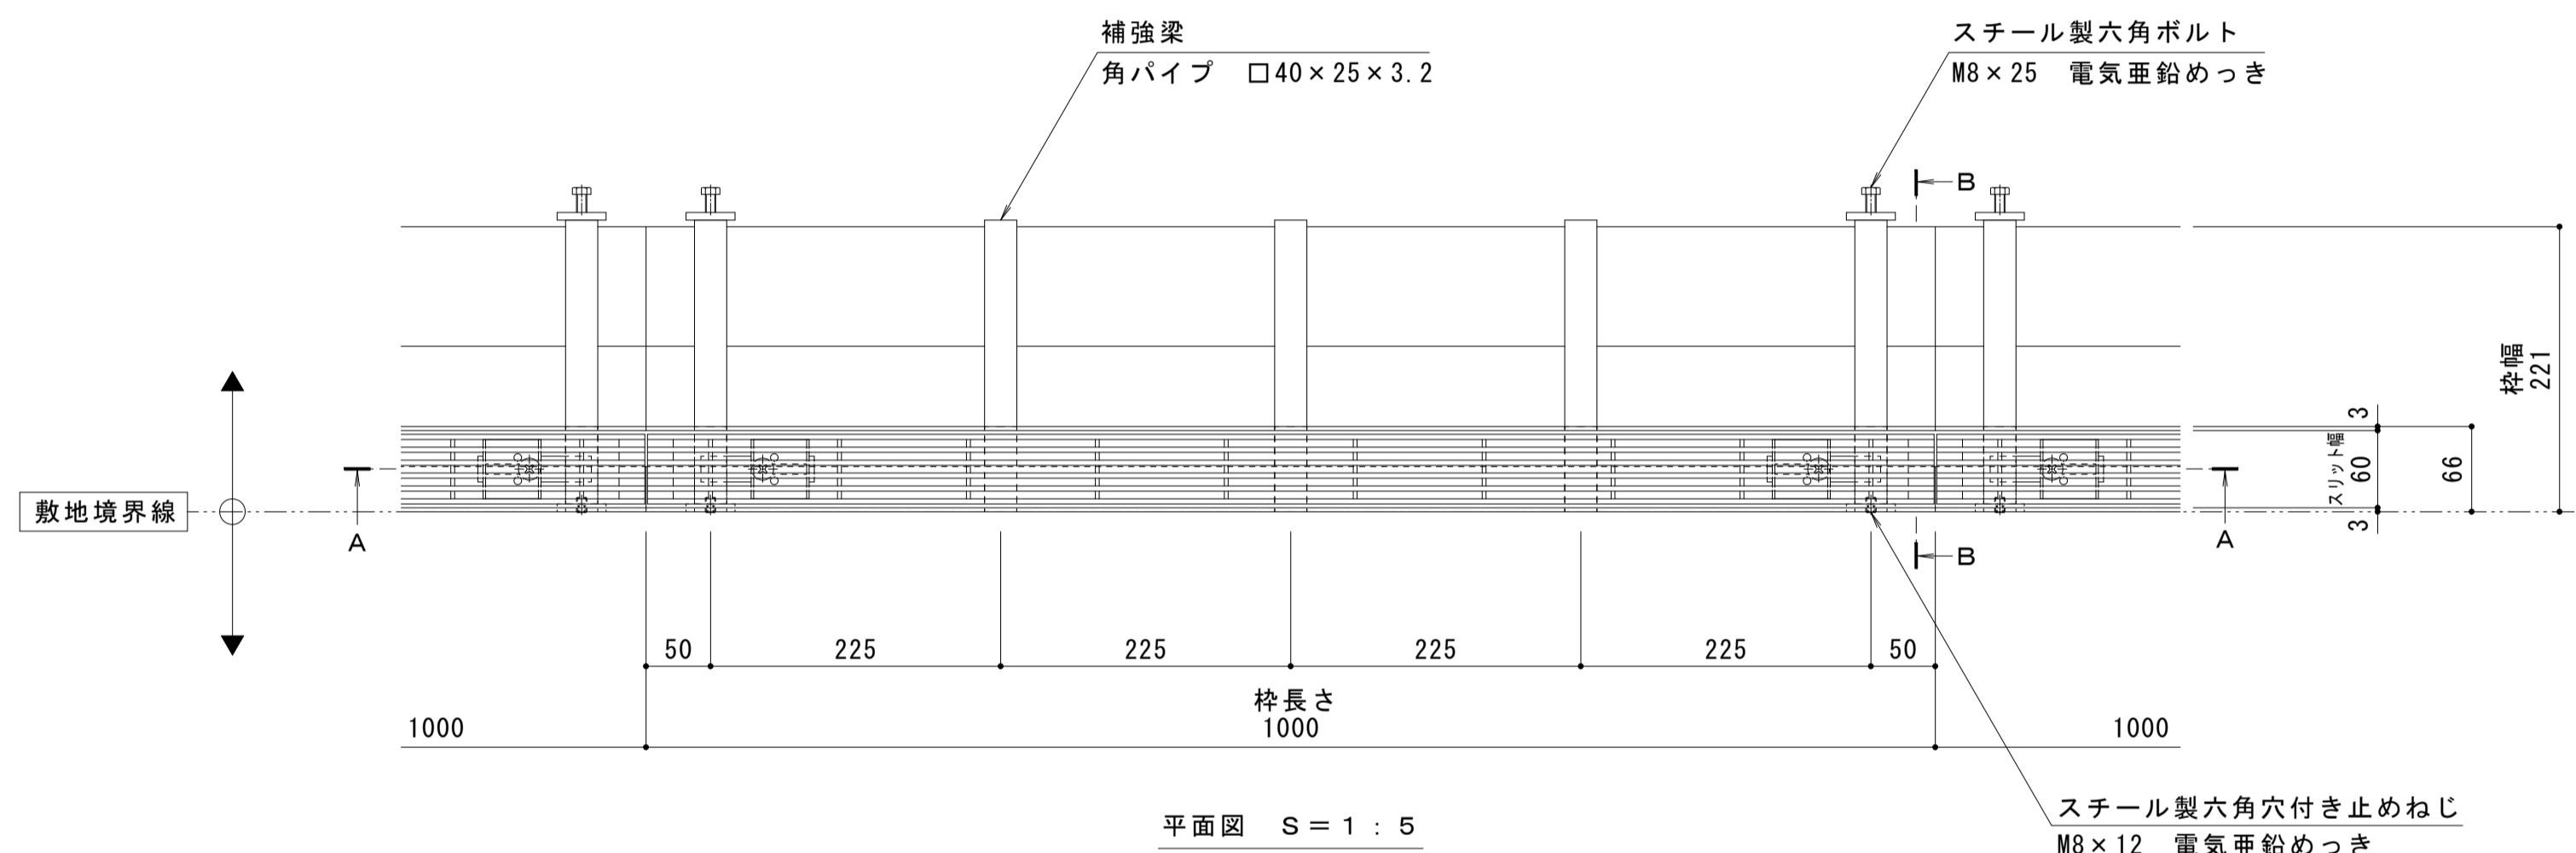 補強梁
角パイプ　□40×25×3.2
スチール製六角ボルト
M8×25　電気亜鉛めっき
B
枠幅
221
3
スリット幅
60
66
3
敷地境界線
A
B
A
50
225
225
225
225
50
枠長さ
1000
1000
1000
平面図　S＝1：5
スチール製六角穴付き止めねじ
M8×12　電気亜鉛めっき